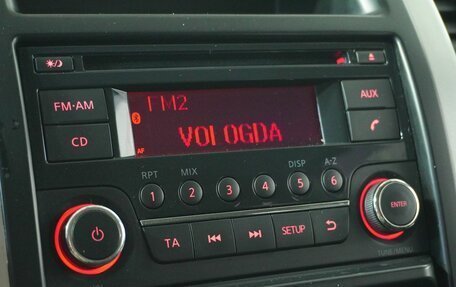 FM·AM
AUX
FM2
CD
VOLOGDA
AF
RPT MIX DISP A-Z
1 2 3 4 5 6
TA SETUP
ENTER
TUNE/MENU